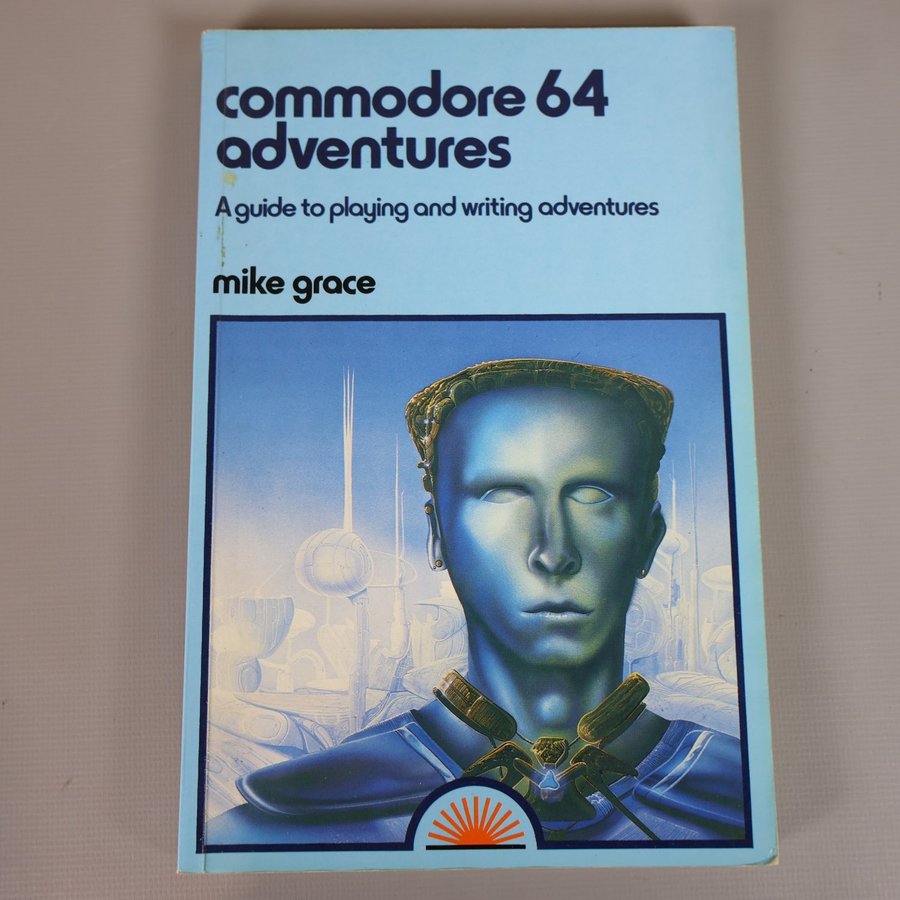 commodore 64
adventures
A guide to playing and writing adventures
mike grace